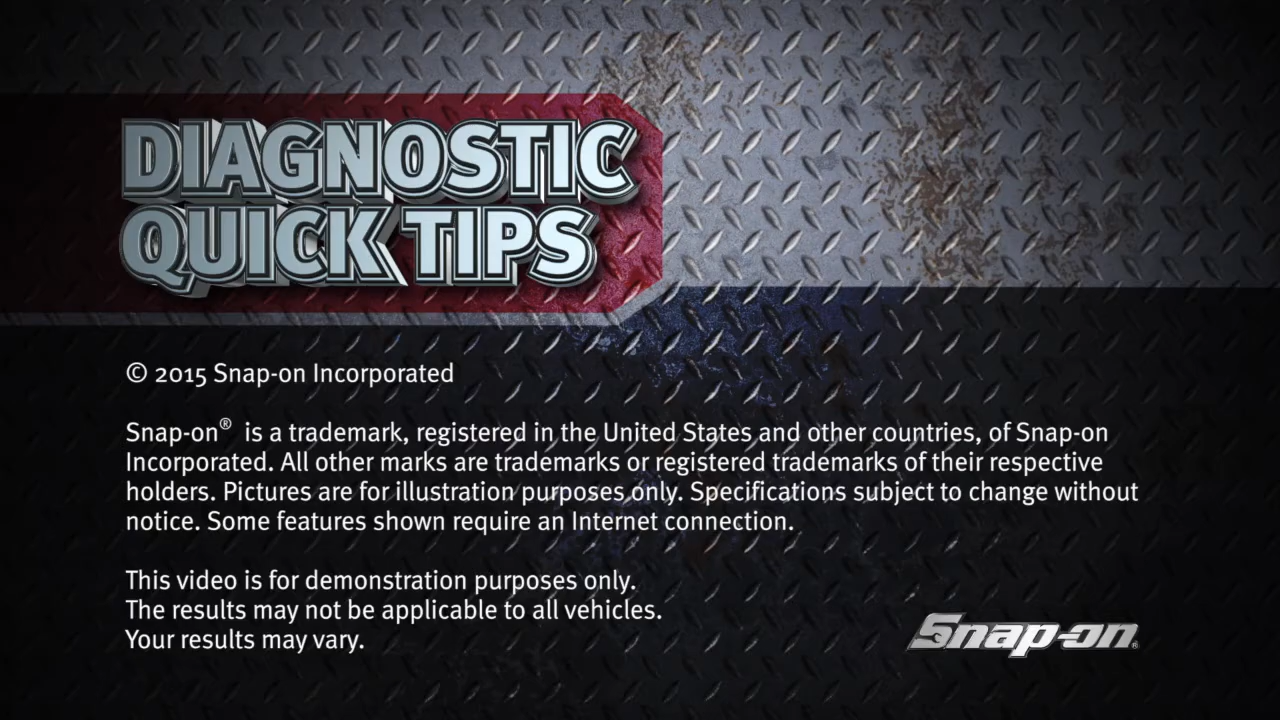 DIAGNOSTIC
QUICK TIPS
© 2015 Snap-on Incorporated
Snap-on® is a trademark, registered in the United States and other countries, of Snap-on
Incorporated. All other marks are trademarks or registered trademarks of their respective
holders. Pictures are for illustration purposes only. Specifications subject to change without
notice. Some features shown require an Internet connection.
This video is for demonstration purposes only.
The results may not be applicable to all vehicles.
Your results may vary.
Snap-on®